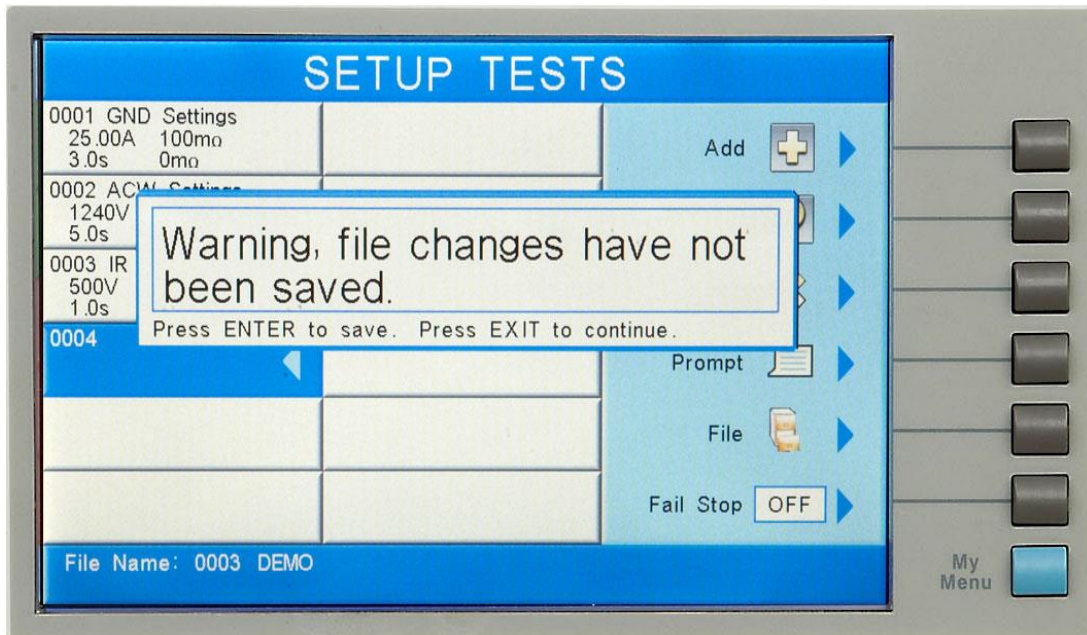 SETUP TESTS
0001 GND Settings
25.00A 100mΩ
3.0s 0mΩ
0002 ACW Settings
1240V
5.0s
0003 IR
500V
1.0s
0004
Warning, file changes have not
been saved.
Press ENTER to save. Press EXIT to continue.
Add
Prompt
File
Fail Stop OFF
File Name: 0003 DEMO
My
Menu